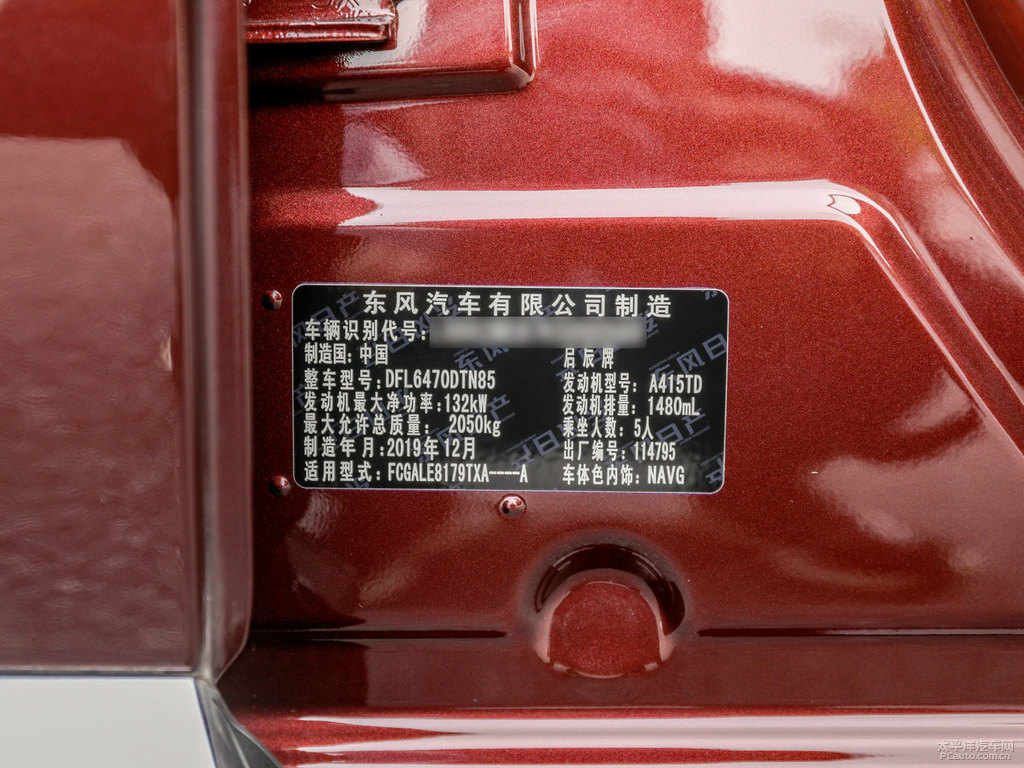 东风汽车有限公司制造
车辆识别代号:
制造国: 中国 启辰牌
整车型号: DFL6470DTN85 发动机型号: A415TD
发动机最大净功率: 132kW 发动机排量: 1480mL
最大允许总质量: 2050kg 乘坐人数: 5人
制造年月: 2019年12月 出厂编号: 114795
适用型式: FCGALE8179TXA----A 车体色内饰: NAVG
太平洋汽车网
PCauto.com.cn